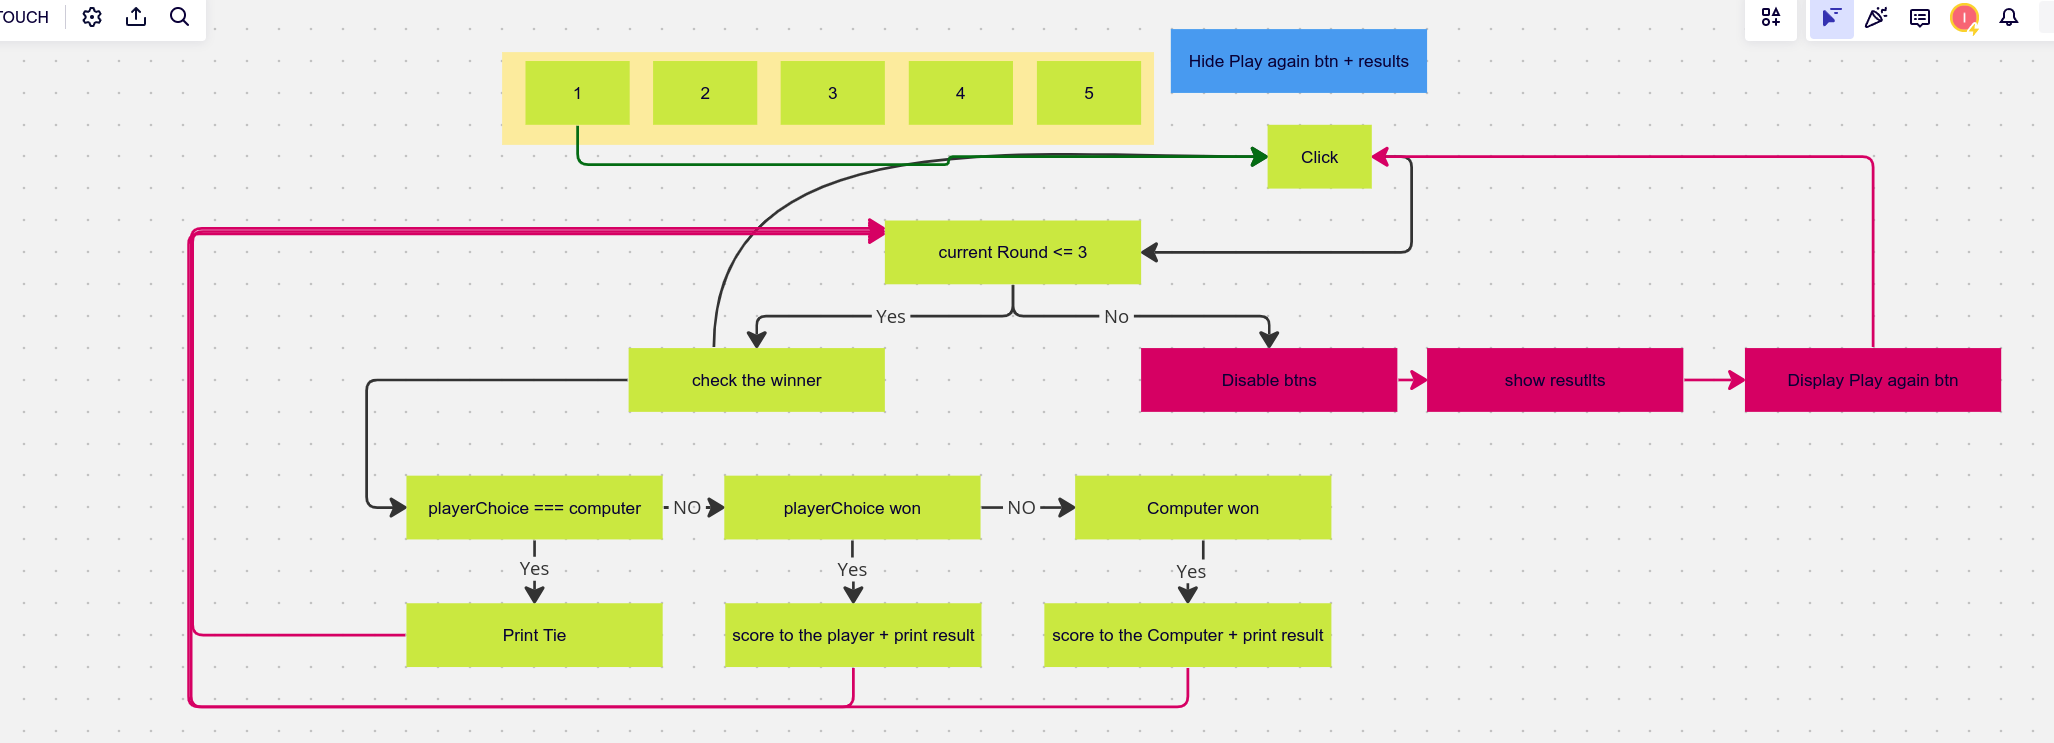 TOUCH
I
Hide Play again btn + results
1
2
3
4
5
Click
current Round <= 3
Yes
No
check the winner
Disable btns
show resutlts
Display Play again btn
playerChoice === computer
NO
playerChoice won
NO
Computer won
Yes
Yes
Yes
Print Tie
score to the player + print result
score to the Computer + print result